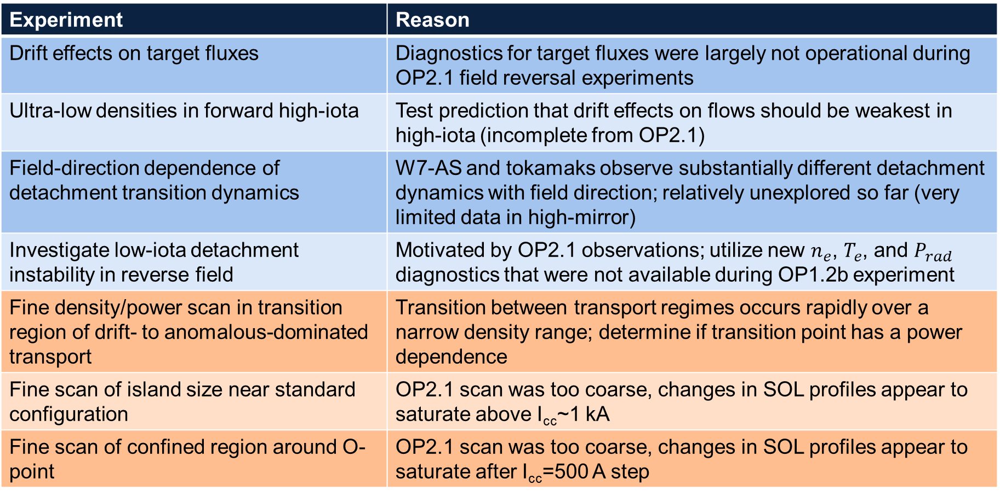 Experiment
Reason
Drift effects on target fluxes
Diagnostics for target fluxes were largely not operational during
OP2.1 field reversal experiments
Ultra-low densities in forward high-iota
Test prediction that drift effects on flows should be weakest in
high-iota (incomplete from OP2.1)
Field-direction dependence of
detachment transition dynamics
W7-AS and tokamaks observe substantially different detachment
dynamics with field direction; relatively unexplored so far (very
limited data in high-mirror)
Investigate low-iota detachment
instability in reverse field
Motivated by OP2.1 observations; utilize new n_e, T_e, and P_rad
diagnostics that were not available during OP1.2b experiment
Fine density/power scan in transition
region of drift- to anomalous-dominated
transport
Transition between transport regimes occurs rapidly over a
narrow density range; determine if transition point has a power
dependence
Fine scan of island size near standard
configuration
OP2.1 scan was too coarse, changes in SOL profiles appear to
saturate above I_cc~1 kA
Fine scan of confined region around O-
point
OP2.1 scan was too coarse, changes in SOL profiles appear to
saturate after I_cc=500 A step